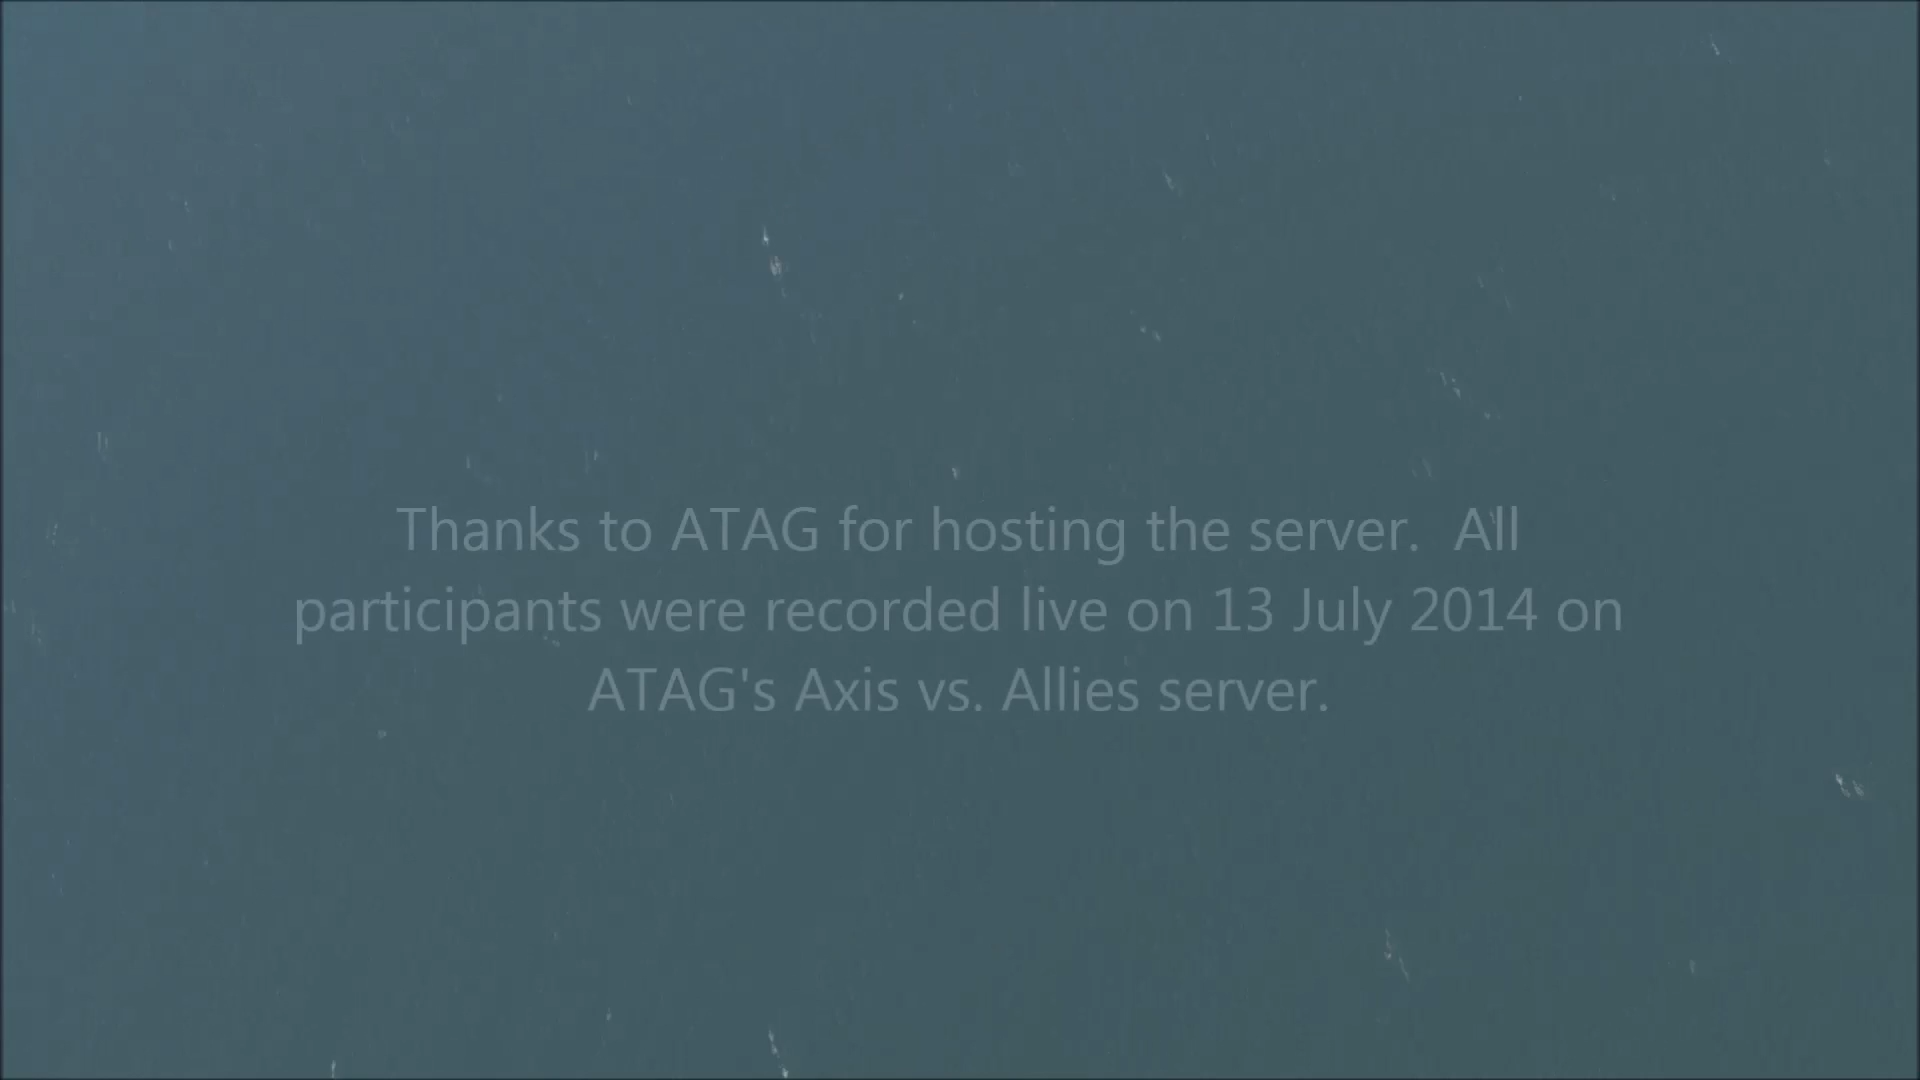 Thanks to ATAG for hosting the server.  All
participants were recorded live on 13 July 2014 on
ATAG's Axis vs. Allies server.